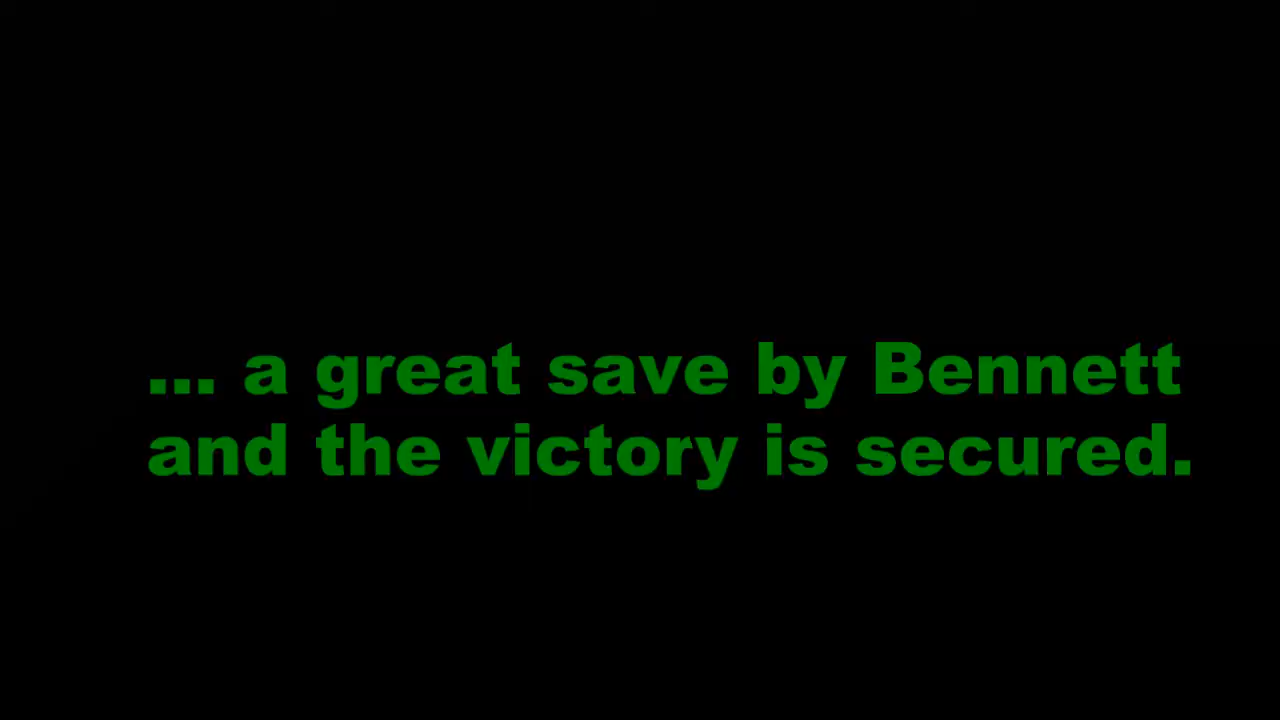 ... a great save by Bennett
and the victory is secured.